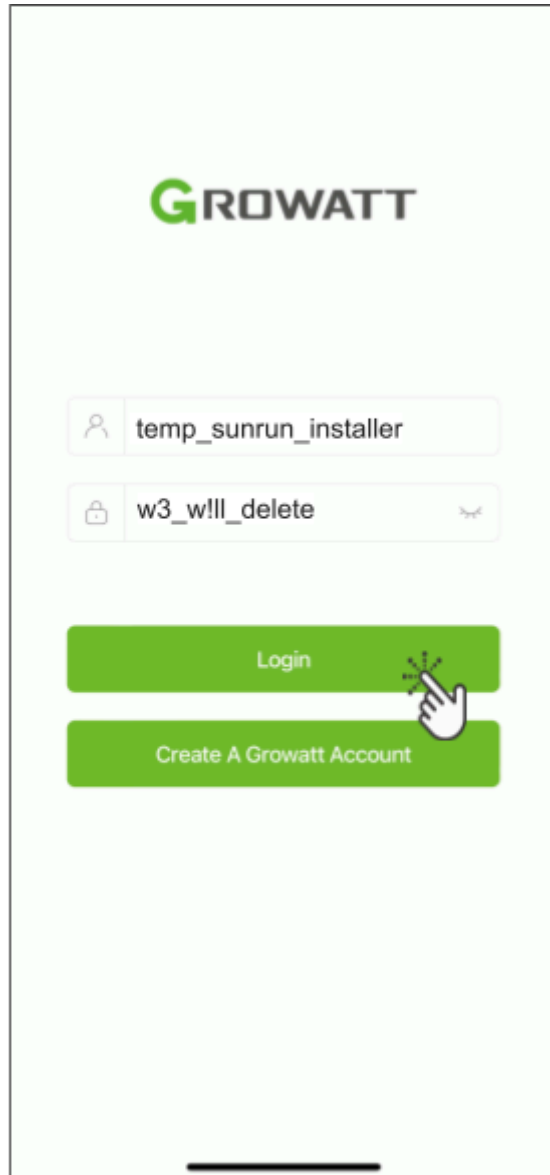 GROWATT
temp_sunrun_installer
w3_w!ll_delete
Login
Create A Growatt Account